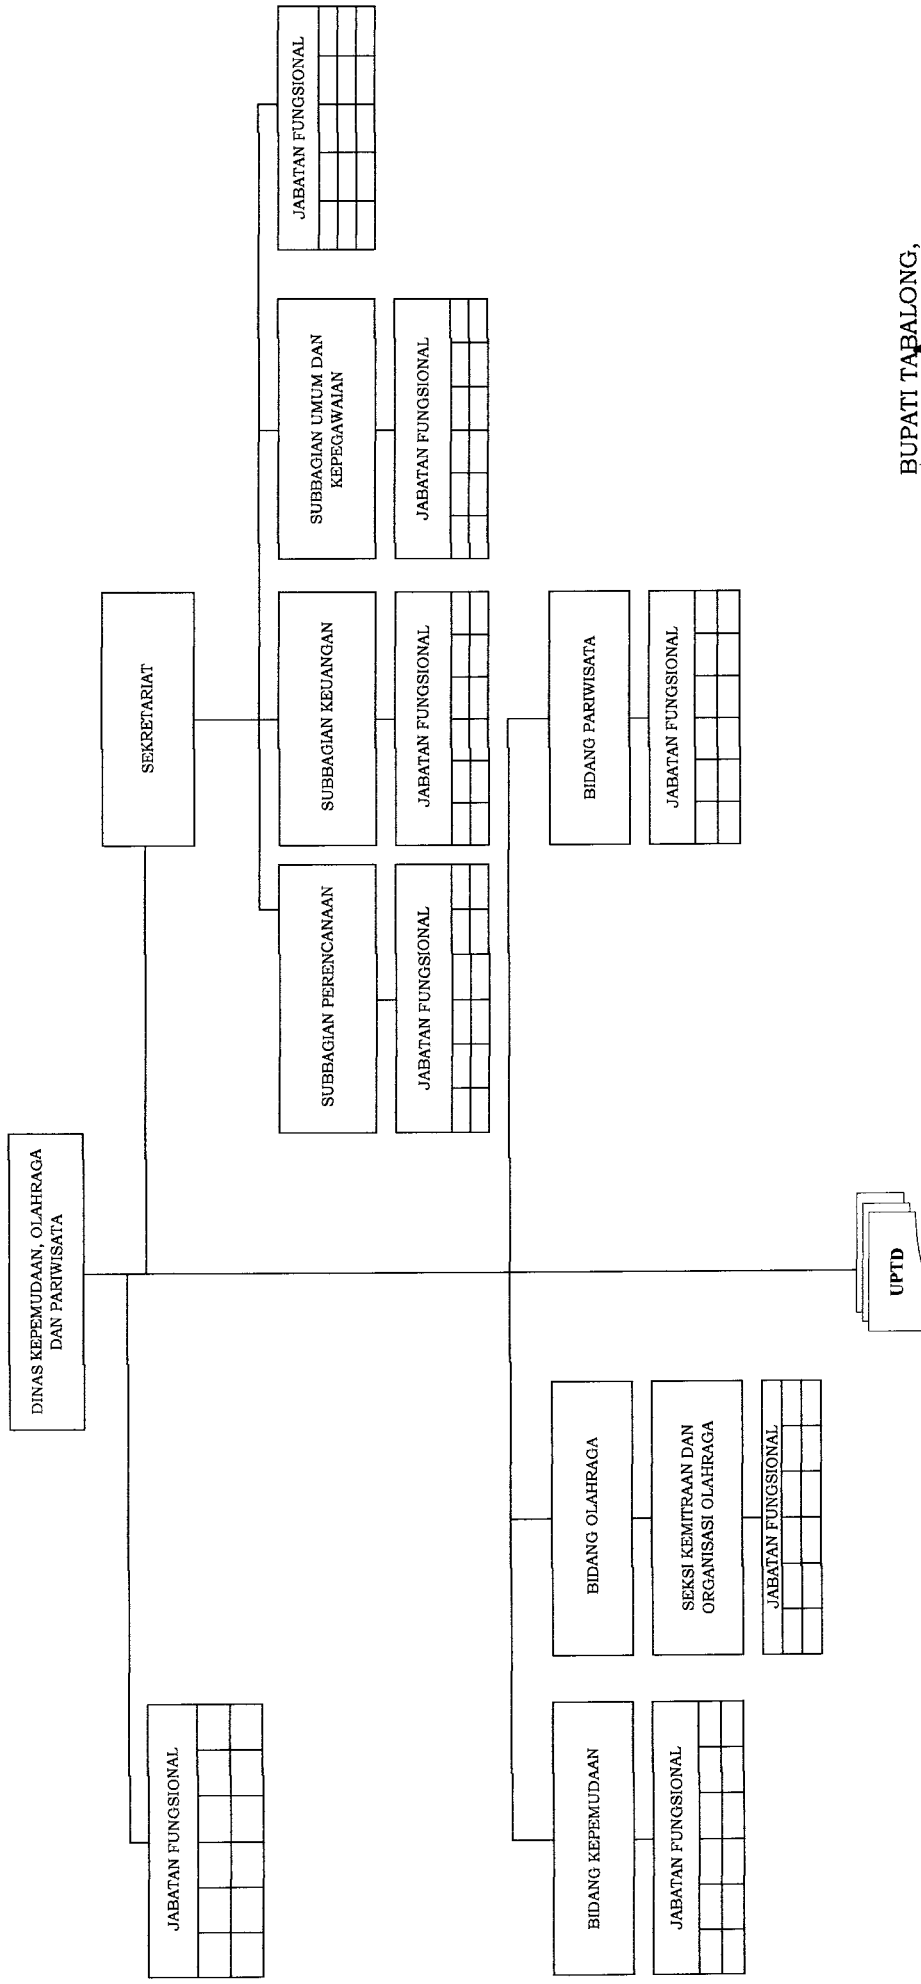 DINAS KEPEMUDAAN, OLAHRAGA
DAN PARIWISATA
JABATAN FUNGSIONAL
SEKRETARIAT
SUBBAGIAN PERENCANAAN
SUBBAGIAN KEUANGAN
SUBBAGIAN UMUM DAN
KEPEGAWAIAN
JABATAN FUNGSIONAL
JABATAN FUNGSIONAL
JABATAN FUNGSIONAL
JABATAN FUNGSIONAL
BIDANG KEPEMUDAAN
BIDANG OLAHRAGA
BIDANG PARIWISATA
JABATAN FUNGSIONAL
SEKSI KEMITRAAN DAN
ORGANISASI OLAHRAGA
JABATAN FUNGSIONAL
JABATAN FUNGSIONAL
UPTD
BUPATI TABALONG,